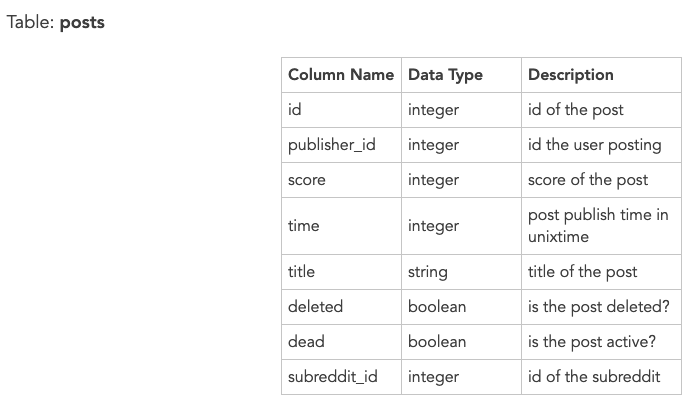 Table: posts
Column Name Data Type Description
id integer id of the post
publisher_id integer id the user posting
score integer score of the post
time integer post publish time in
unixtime
title string title of the post
deleted boolean is the post deleted?
dead boolean is the post active?
subreddit_id integer id of the subreddit